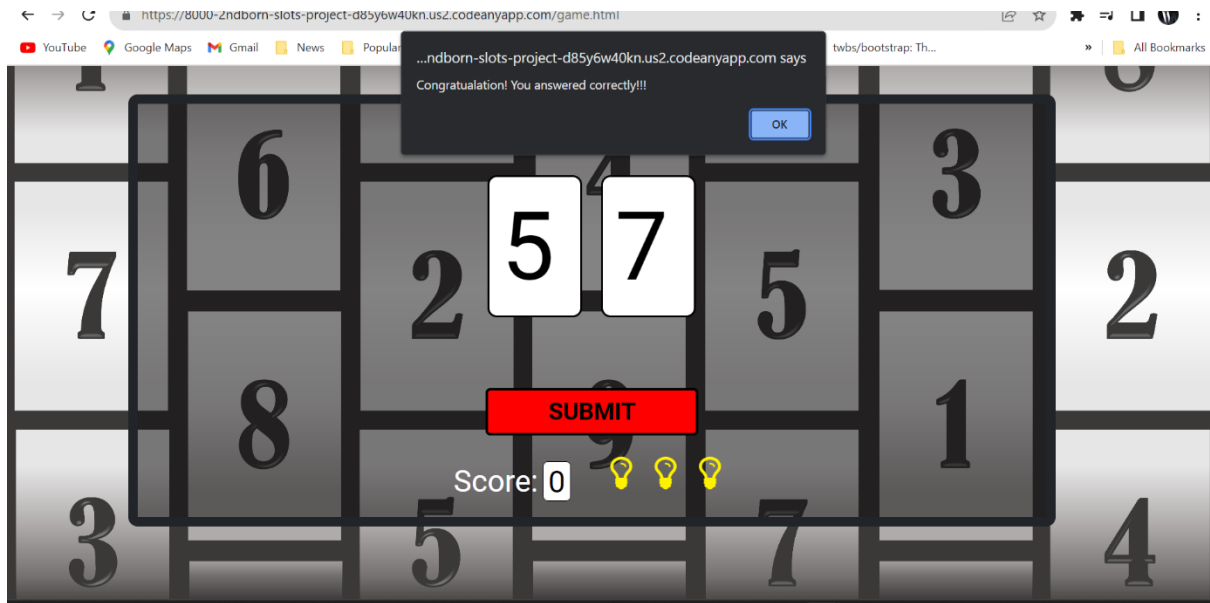 https://8000-2ndborn-slots-project-d85y6w40kn.us2.codeanyapp.com/game.html
YouTube Google Maps Gmail News Popular twbs/bootstrap: Th... » All Bookmarks
...ndborn-slots-project-d85y6w40kn.us2.codeanyapp.com says
Congratualation! You answered correctly!!!
OK
6 4 3
5 7
7 2 5 2
SUBMIT
8 9 1
Score: 0
3 5 7 4